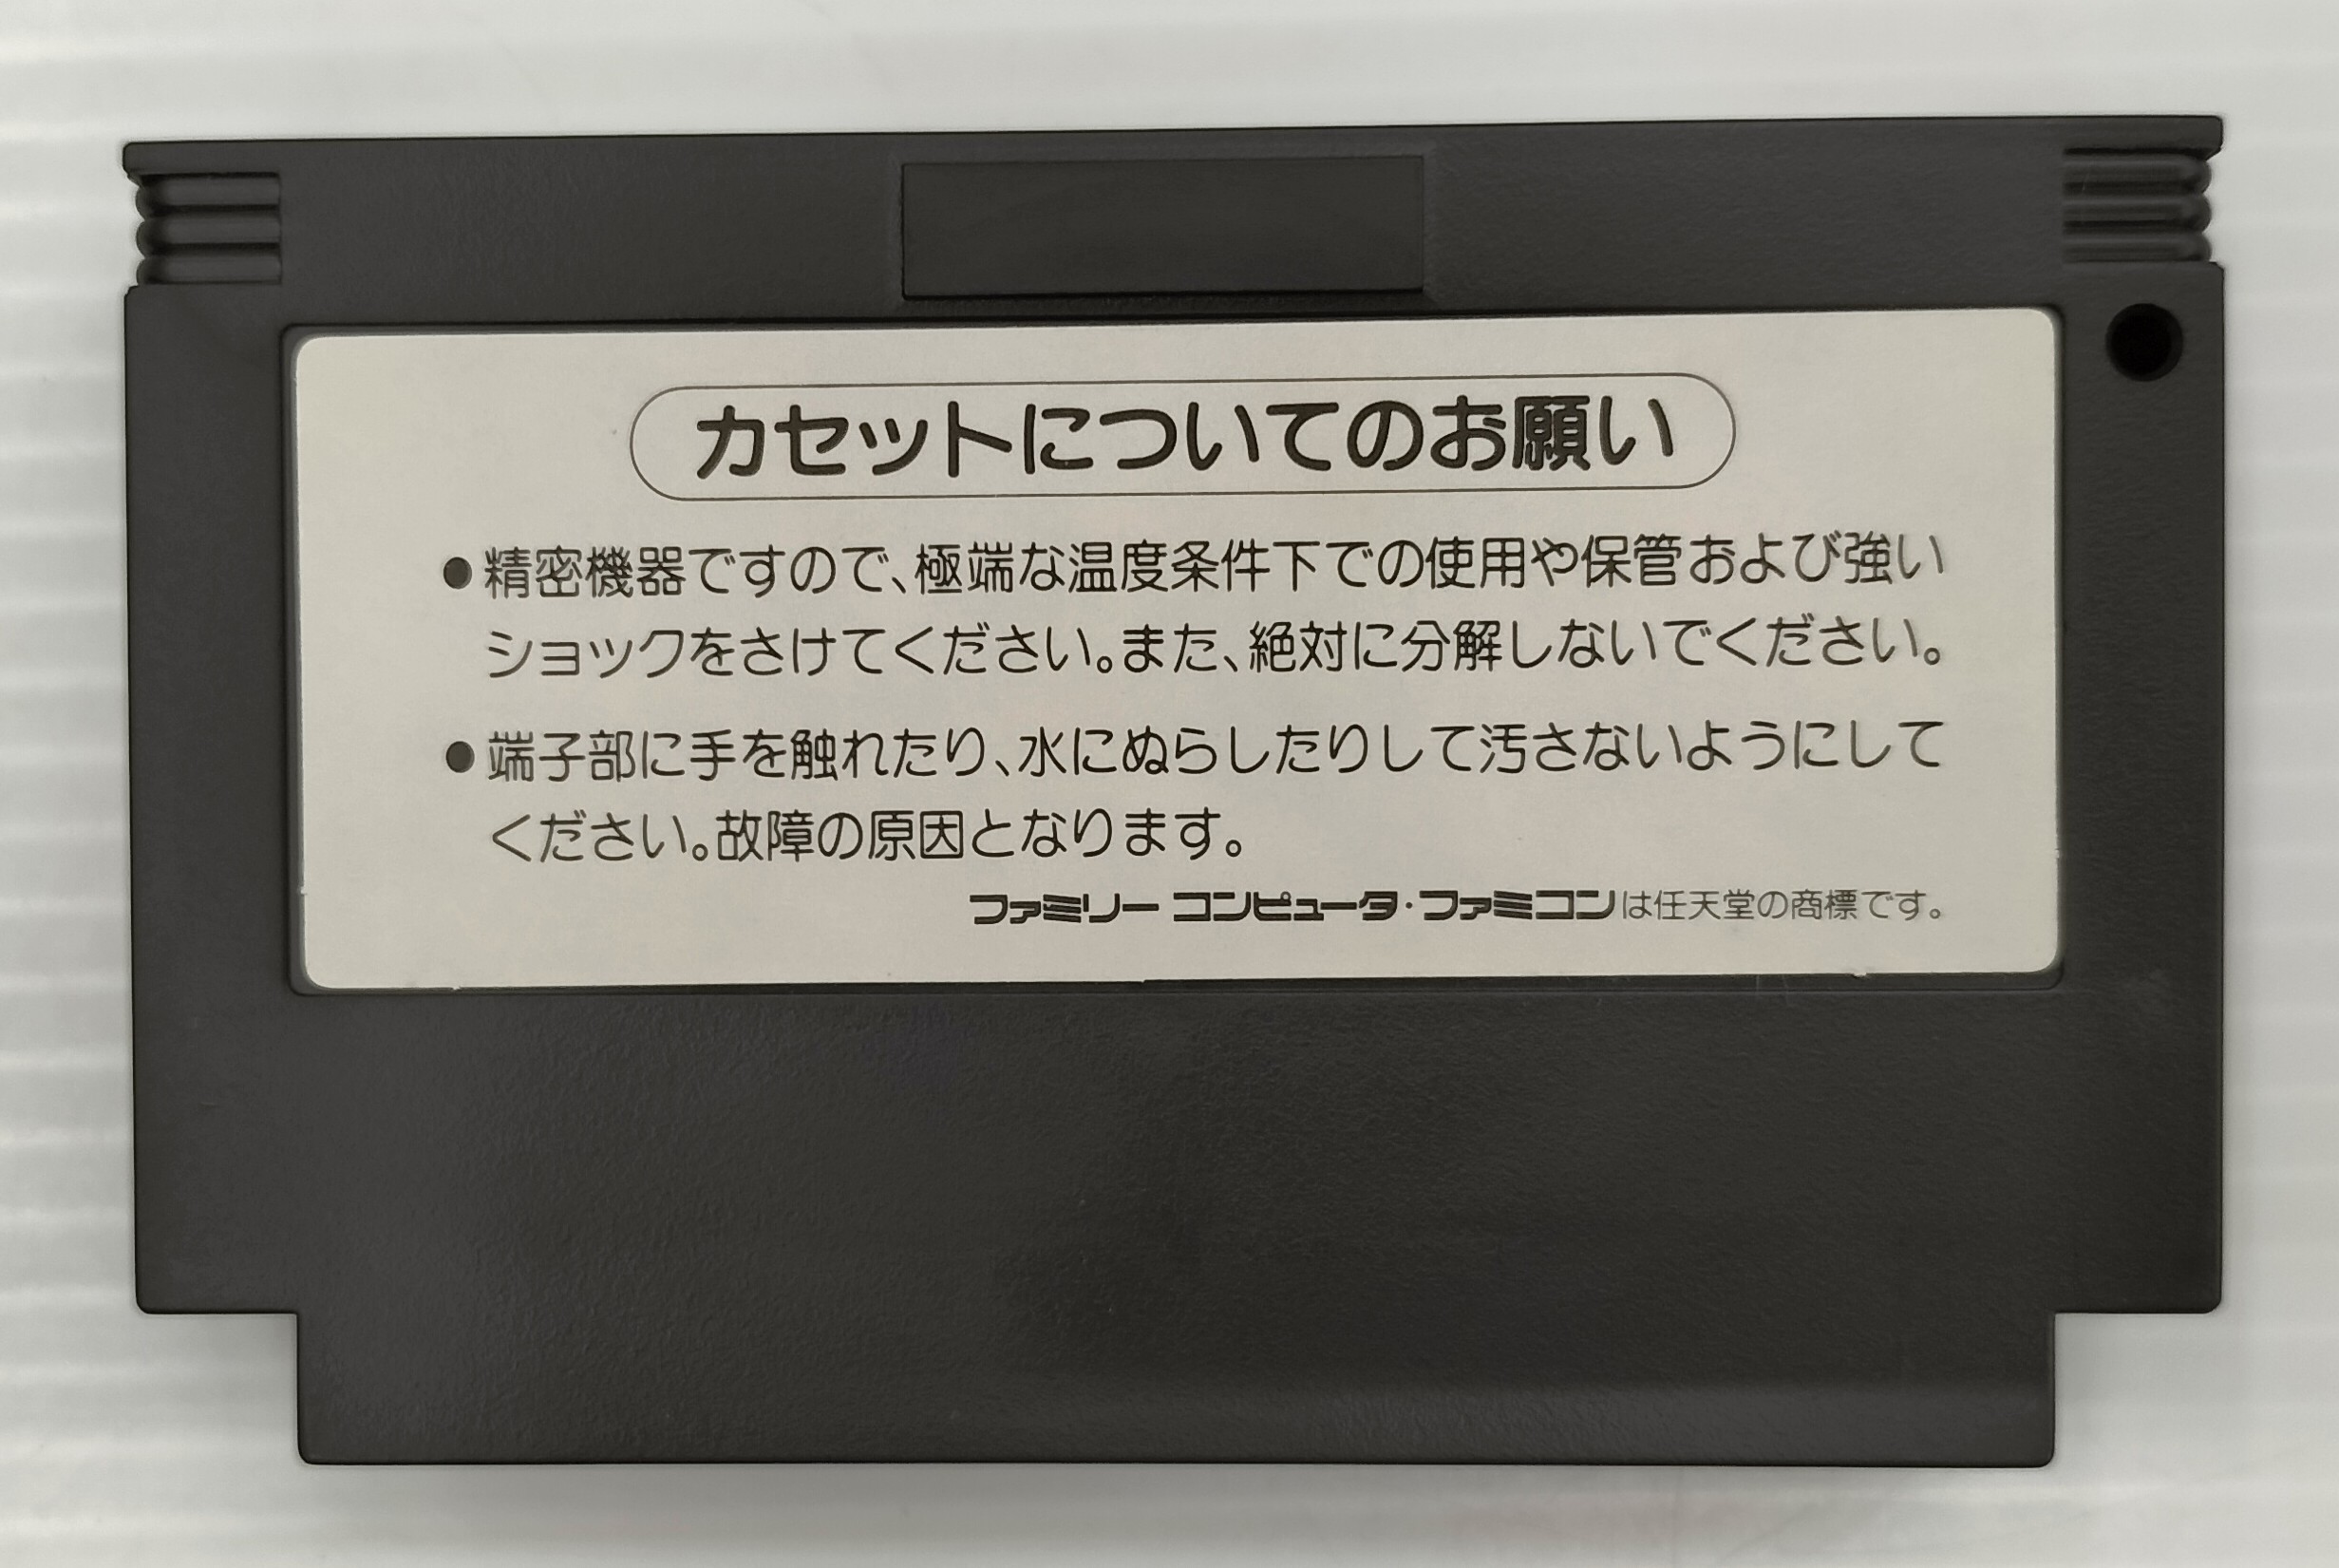 カセットについてのお願い
●精密機器ですので、極端な温度条件下での使用や保管および強い
ショックをさけてください。また、絶対に分解しないでください。
●端子部に手を触れたり、水にぬらしたりして汚さないようにして
ください。故障の原因となります。
ファミリー コンピュータ・ファミコンは任天堂の商標です。